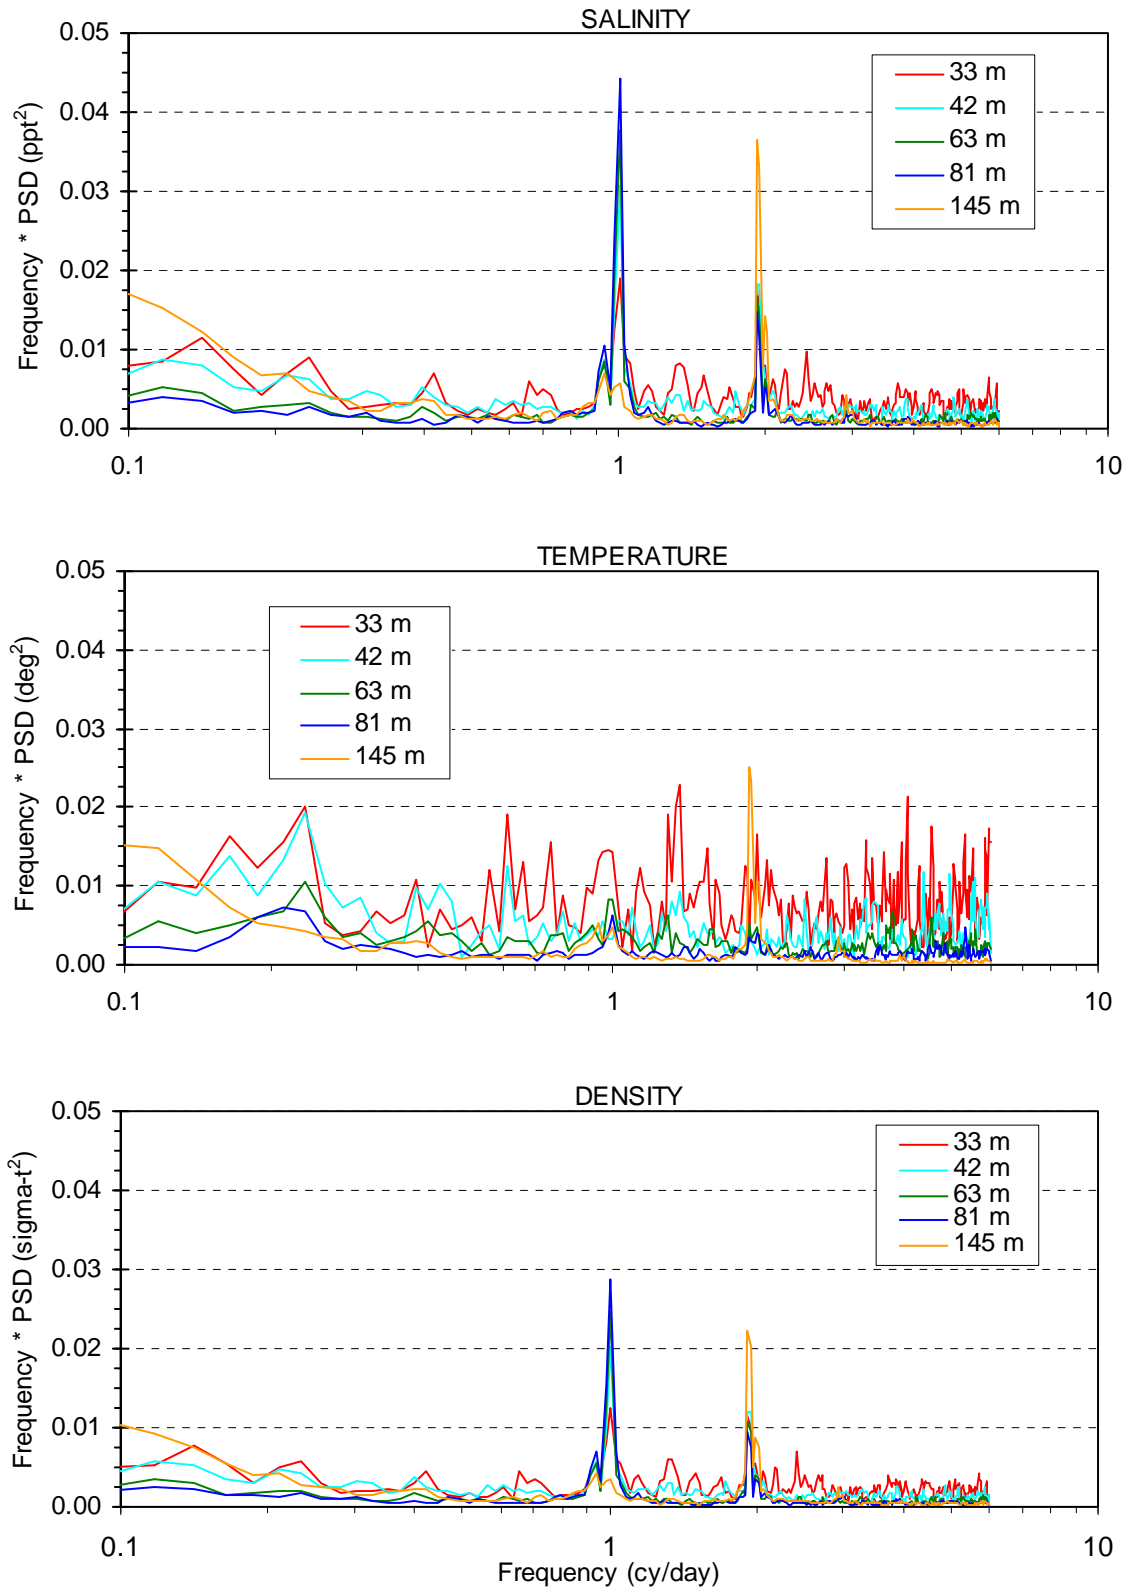 SALINITY
0.05
0.04
0.03
0.02
0.01
0.00
Frequency * PSD (ppt²)
33 m
42 m
63 m
81 m
145 m
0.1
1
10
TEMPERATURE
0.05
0.04
0.03
0.02
0.01
0.00
Frequency * PSD (deg²)
33 m
42 m
63 m
81 m
145 m
0.1
1
10
DENSITY
0.05
0.04
0.03
0.02
0.01
0.00
Frequency * PSD (sigma-t²)
33 m
42 m
63 m
81 m
145 m
0.1
1
10
Frequency (cy/day)